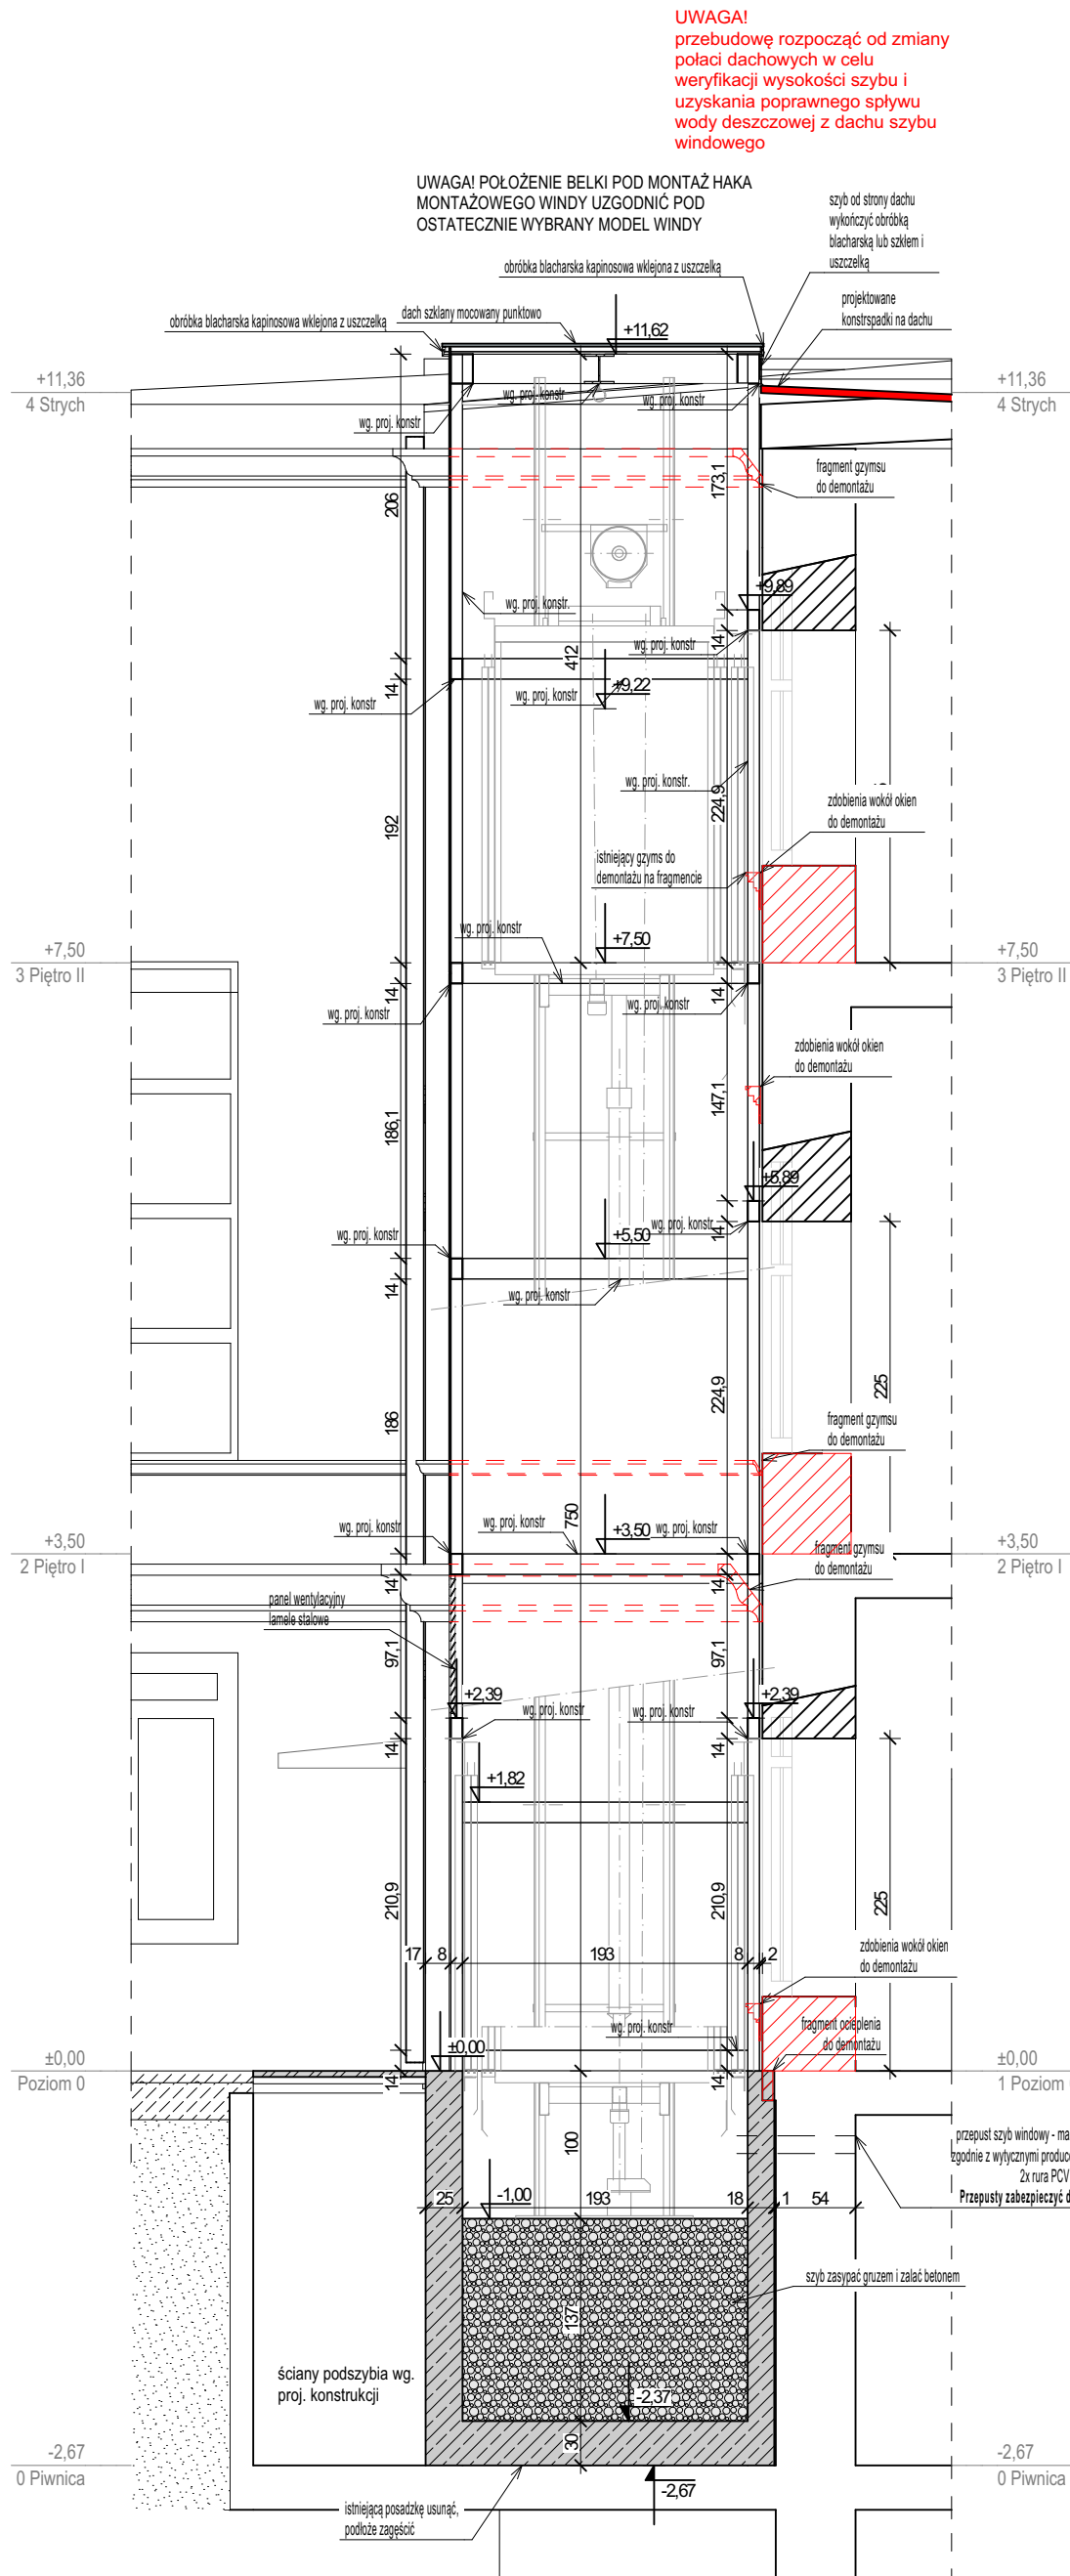 UWAGA!
przebudowę rozpocząć od zmiany
połaci dachowych w celu
weryfikacji wysokości szybu i
uzyskania poprawnego spływu
wody deszczowej z dachu szybu
windowego
UWAGA! POŁOŻENIE BELKI POD MONTAŻ HAKA
MONTAŻOWEGO WINDY UZGODNIĆ POD
OSTATECZNIE WYBRANY MODEL WINDY
szyb od strony dachu
wykończyć obróbką
blacharską lub szkłem i
uszczelką
obróbka blacharska kapinosowa wklejona z uszczelką
projektowane
konstrspadki na dachu
dach szklany mocowany punktowo
obróbka blacharska kapinosowa wklejona z uszczelką
+11,62
+11,36
4 Strych
+11,36
4 Strych
wg. proj. konstr
wg. proj. konstr
wg. proj. konstr
fragment gzymsu
do demontażu
206
173,1
+9,89
wg. proj. konstr.
14
wg. proj. konstr
412
14
+9,22
wg. proj. konstr
wg. proj. konstr
wg. proj. konstr.
224,9
192
zdobienia wokół okien
do demontażu
istniejący gzyms do
demontażu na fragmencie
wg. proj. konstr
+7,50
+7,50
3 Piętro II
+7,50
3 Piętro II
14
14
wg. proj. konstr
wg. proj. konstr
zdobienia wokół okien
do demontażu
147,1
186,1
+5,89
wg. proj. konstr
wg. proj. konstr.
14
+5,50
14
wg. proj. konstr
225
186
224,9
fragment gzymsu
do demontażu
750
wg. proj. konstr
wg. proj. konstr
+3,50
wg. proj. konstr
+3,50
2 Piętro I
+3,50
2 Piętro I
fragment gzymsu
do demontażu
14
14
panel wentylacyjny
lamele stalowe
97,1
97,1
+2,39
+2,39
wg. proj. konstr
wg. proj. konstr
14
14
+1,82
210,9
210,9
225
zdobienia wokół okien
do demontażu
17
8
193
8
2
wg. proj. konstr
fragment ocieplenia
do demontażu
±0,00
±0,00
Poziom 0
±0,00
1 Poziom
14
14
100
przepust szyb windowy - ma
zgodnie z wytycznymi produce
2x rura PCV
Przepusty zabezpieczyć d
25
-1,00
193
18
1
54
szyb zasypać gruzem i zalać betonem
137
ściany podszybia wg.
proj. konstrukcji
-2,37
30
-2,67
0 Piwnica
-2,67
0 Piwnica
-2,67
istniejącą posadzkę usunąć,
podłoże zagęścić